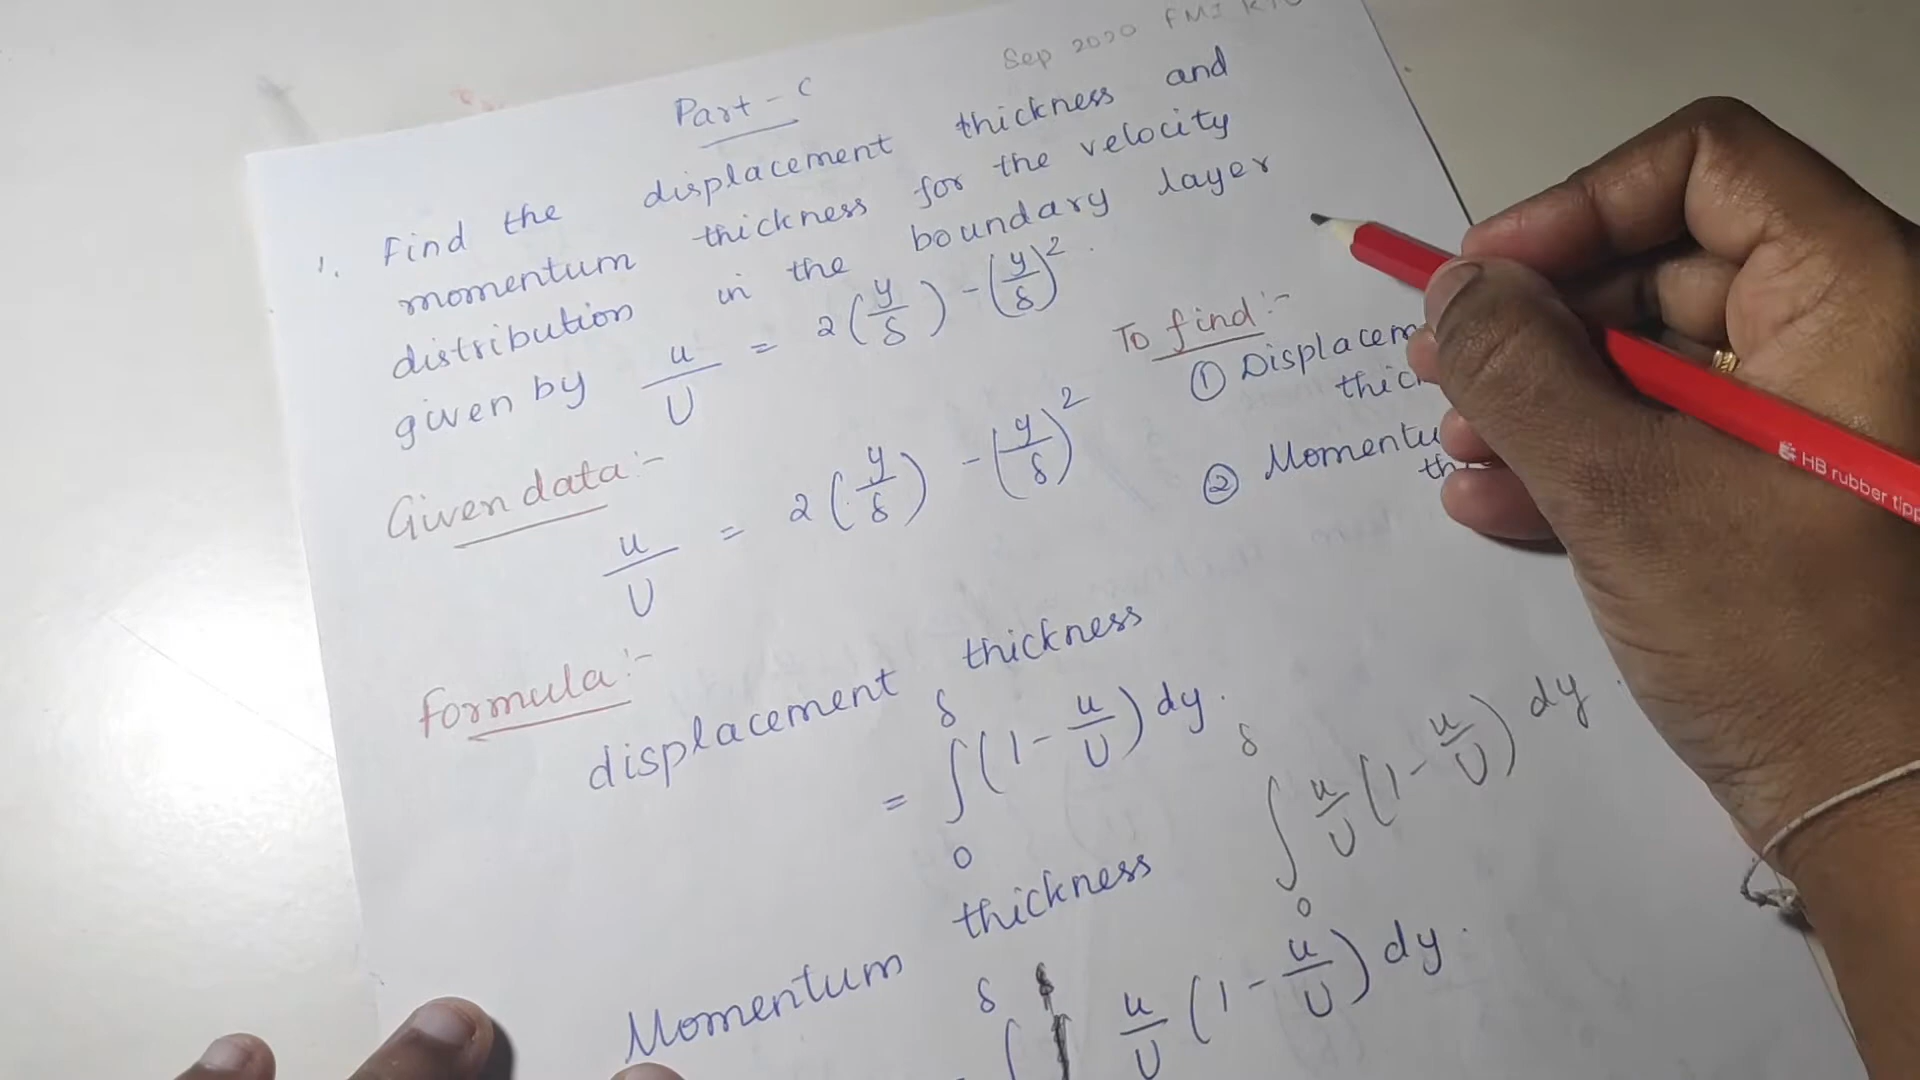 Sep 2020 FMI
Part - C
1. Find the displacement thickness and
momentum thickness for the velocity
distribution in the boundary layer
given by u/U = 2(y/δ) - (y/δ)².
Given data:-
u/U = 2(y/δ) - (y/δ)²
To find:-
① Displacem
thic
② Momentu
th
Formula:-
displacement thickness
= ∫₀^δ (1 - u/U) dy.
∫₀^δ u/U (1 - u/U) dy.
Momentum thickness
δ ∫ u/U (1 - u/U) dy.
HB rubber tipp